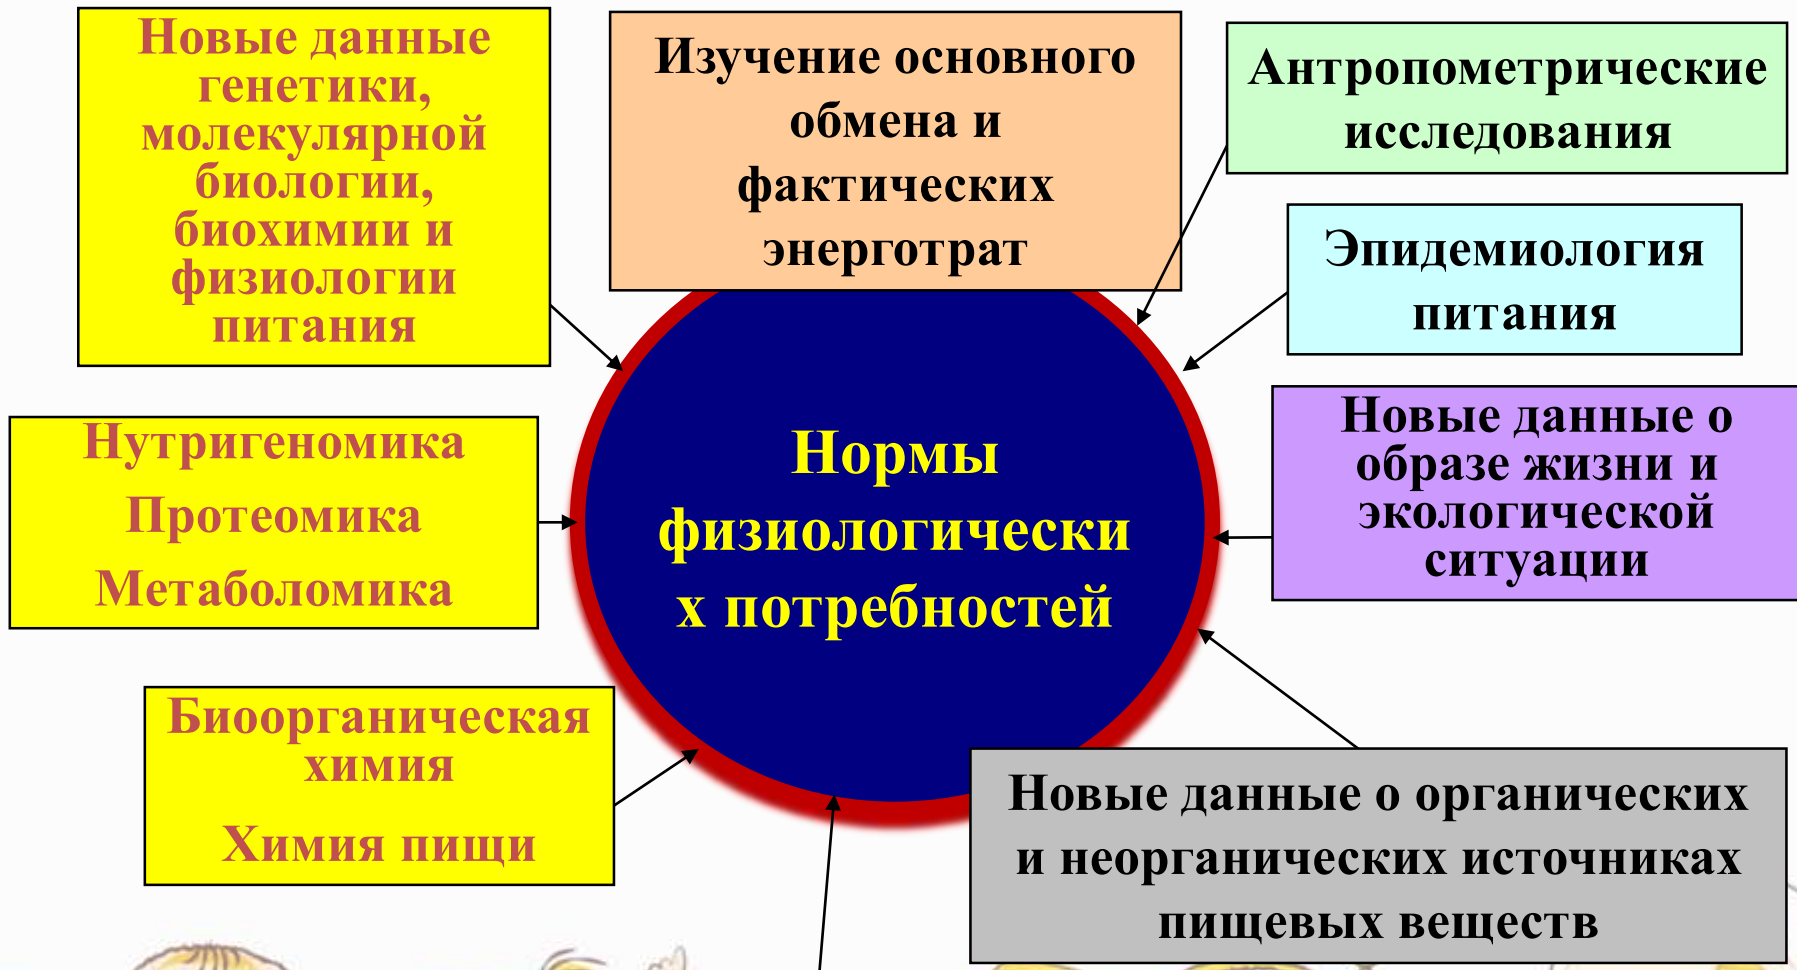 Новые данные
генетики,
молекулярной
биологии,
биохимии и
физиологии
питания
Изучение основного
обмена и
фактических
энерготрат
Антропометрические
исследования
Эпидемиология
питания
Нутригеномика
Протеомика
Метаболомика
Нормы
физиологически
х потребностей
Новые данные о
образе жизни и
экологической
ситуации
Биоорганическая
химия
Химия пищи
Новые данные о органических
и неорганических источниках
пищевых веществ